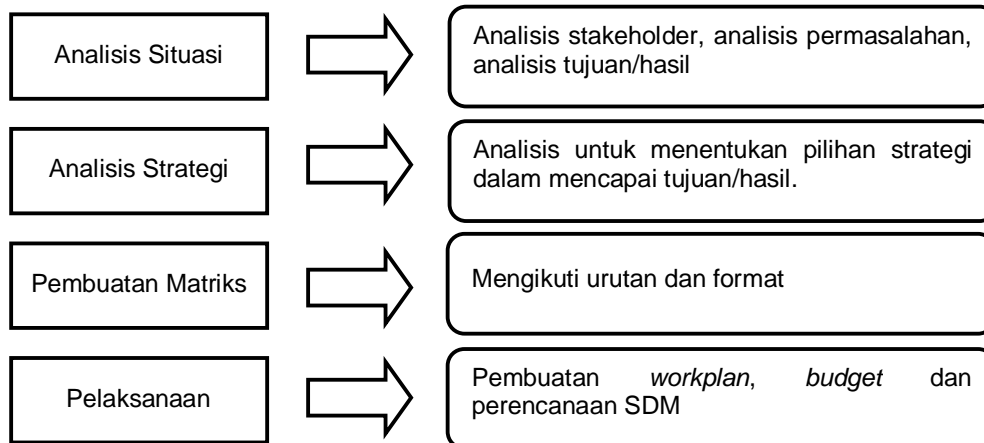 Analisis Situasi
Analisis stakeholder, analisis permasalahan,
analisis tujuan/hasil
Analisis Strategi
Analisis untuk menentukan pilihan strategi
dalam mencapai tujuan/hasil.
Pembuatan Matriks
Mengikuti urutan dan format
Pelaksanaan
Pembuatan workplan, budget dan
perencanaan SDM